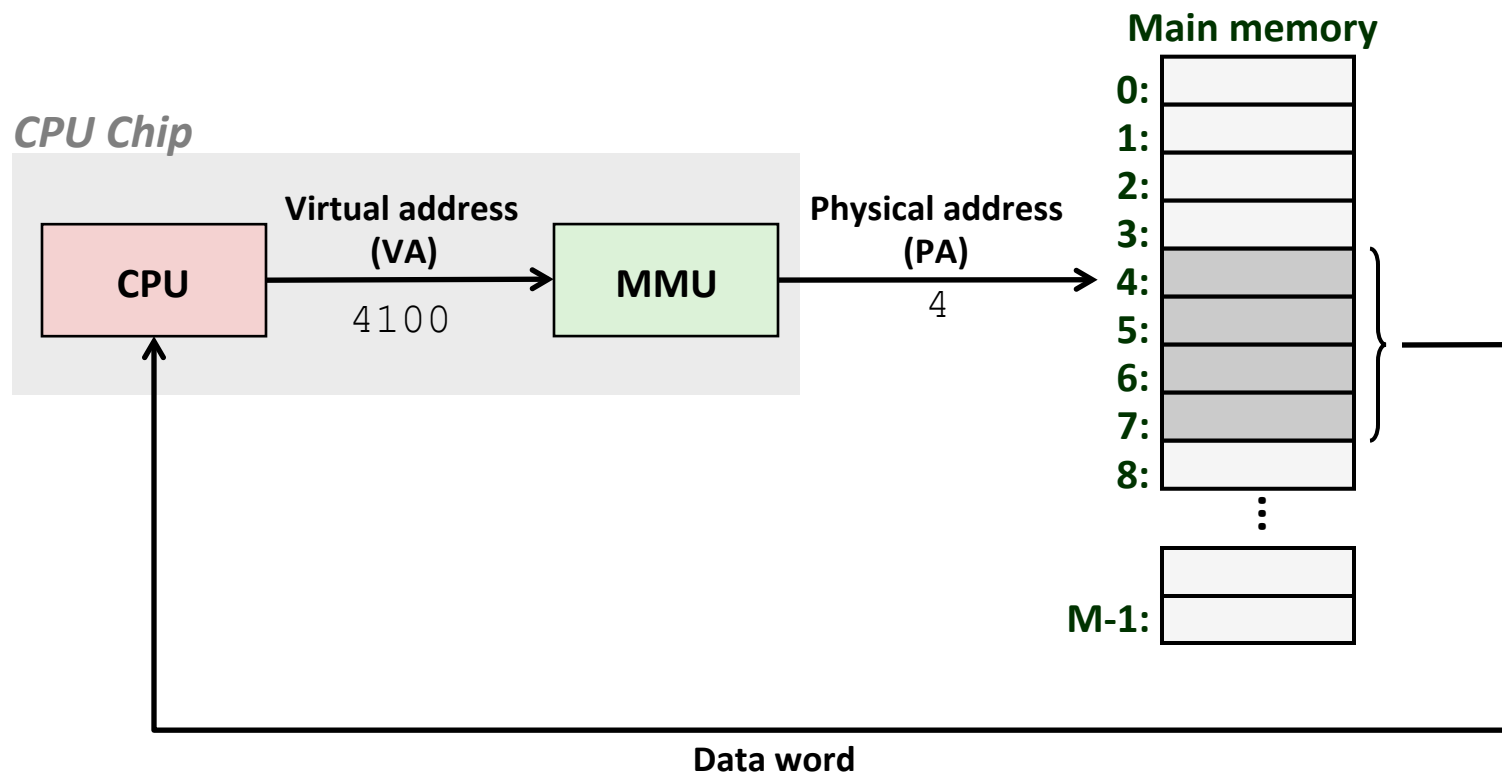 Main memory
CPU Chip
0:
1:
2:
3:
4:
5:
6:
7:
8:
M-1:
CPU
Virtual address
(VA)
4100
MMU
Physical address
(PA)
4
Data word